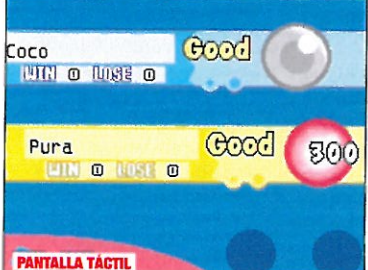 Coco Good
WIN 0 LOSE 0
Pura Good 300
WIN 0 LOSE 0
PANTALLA TÁCTIL